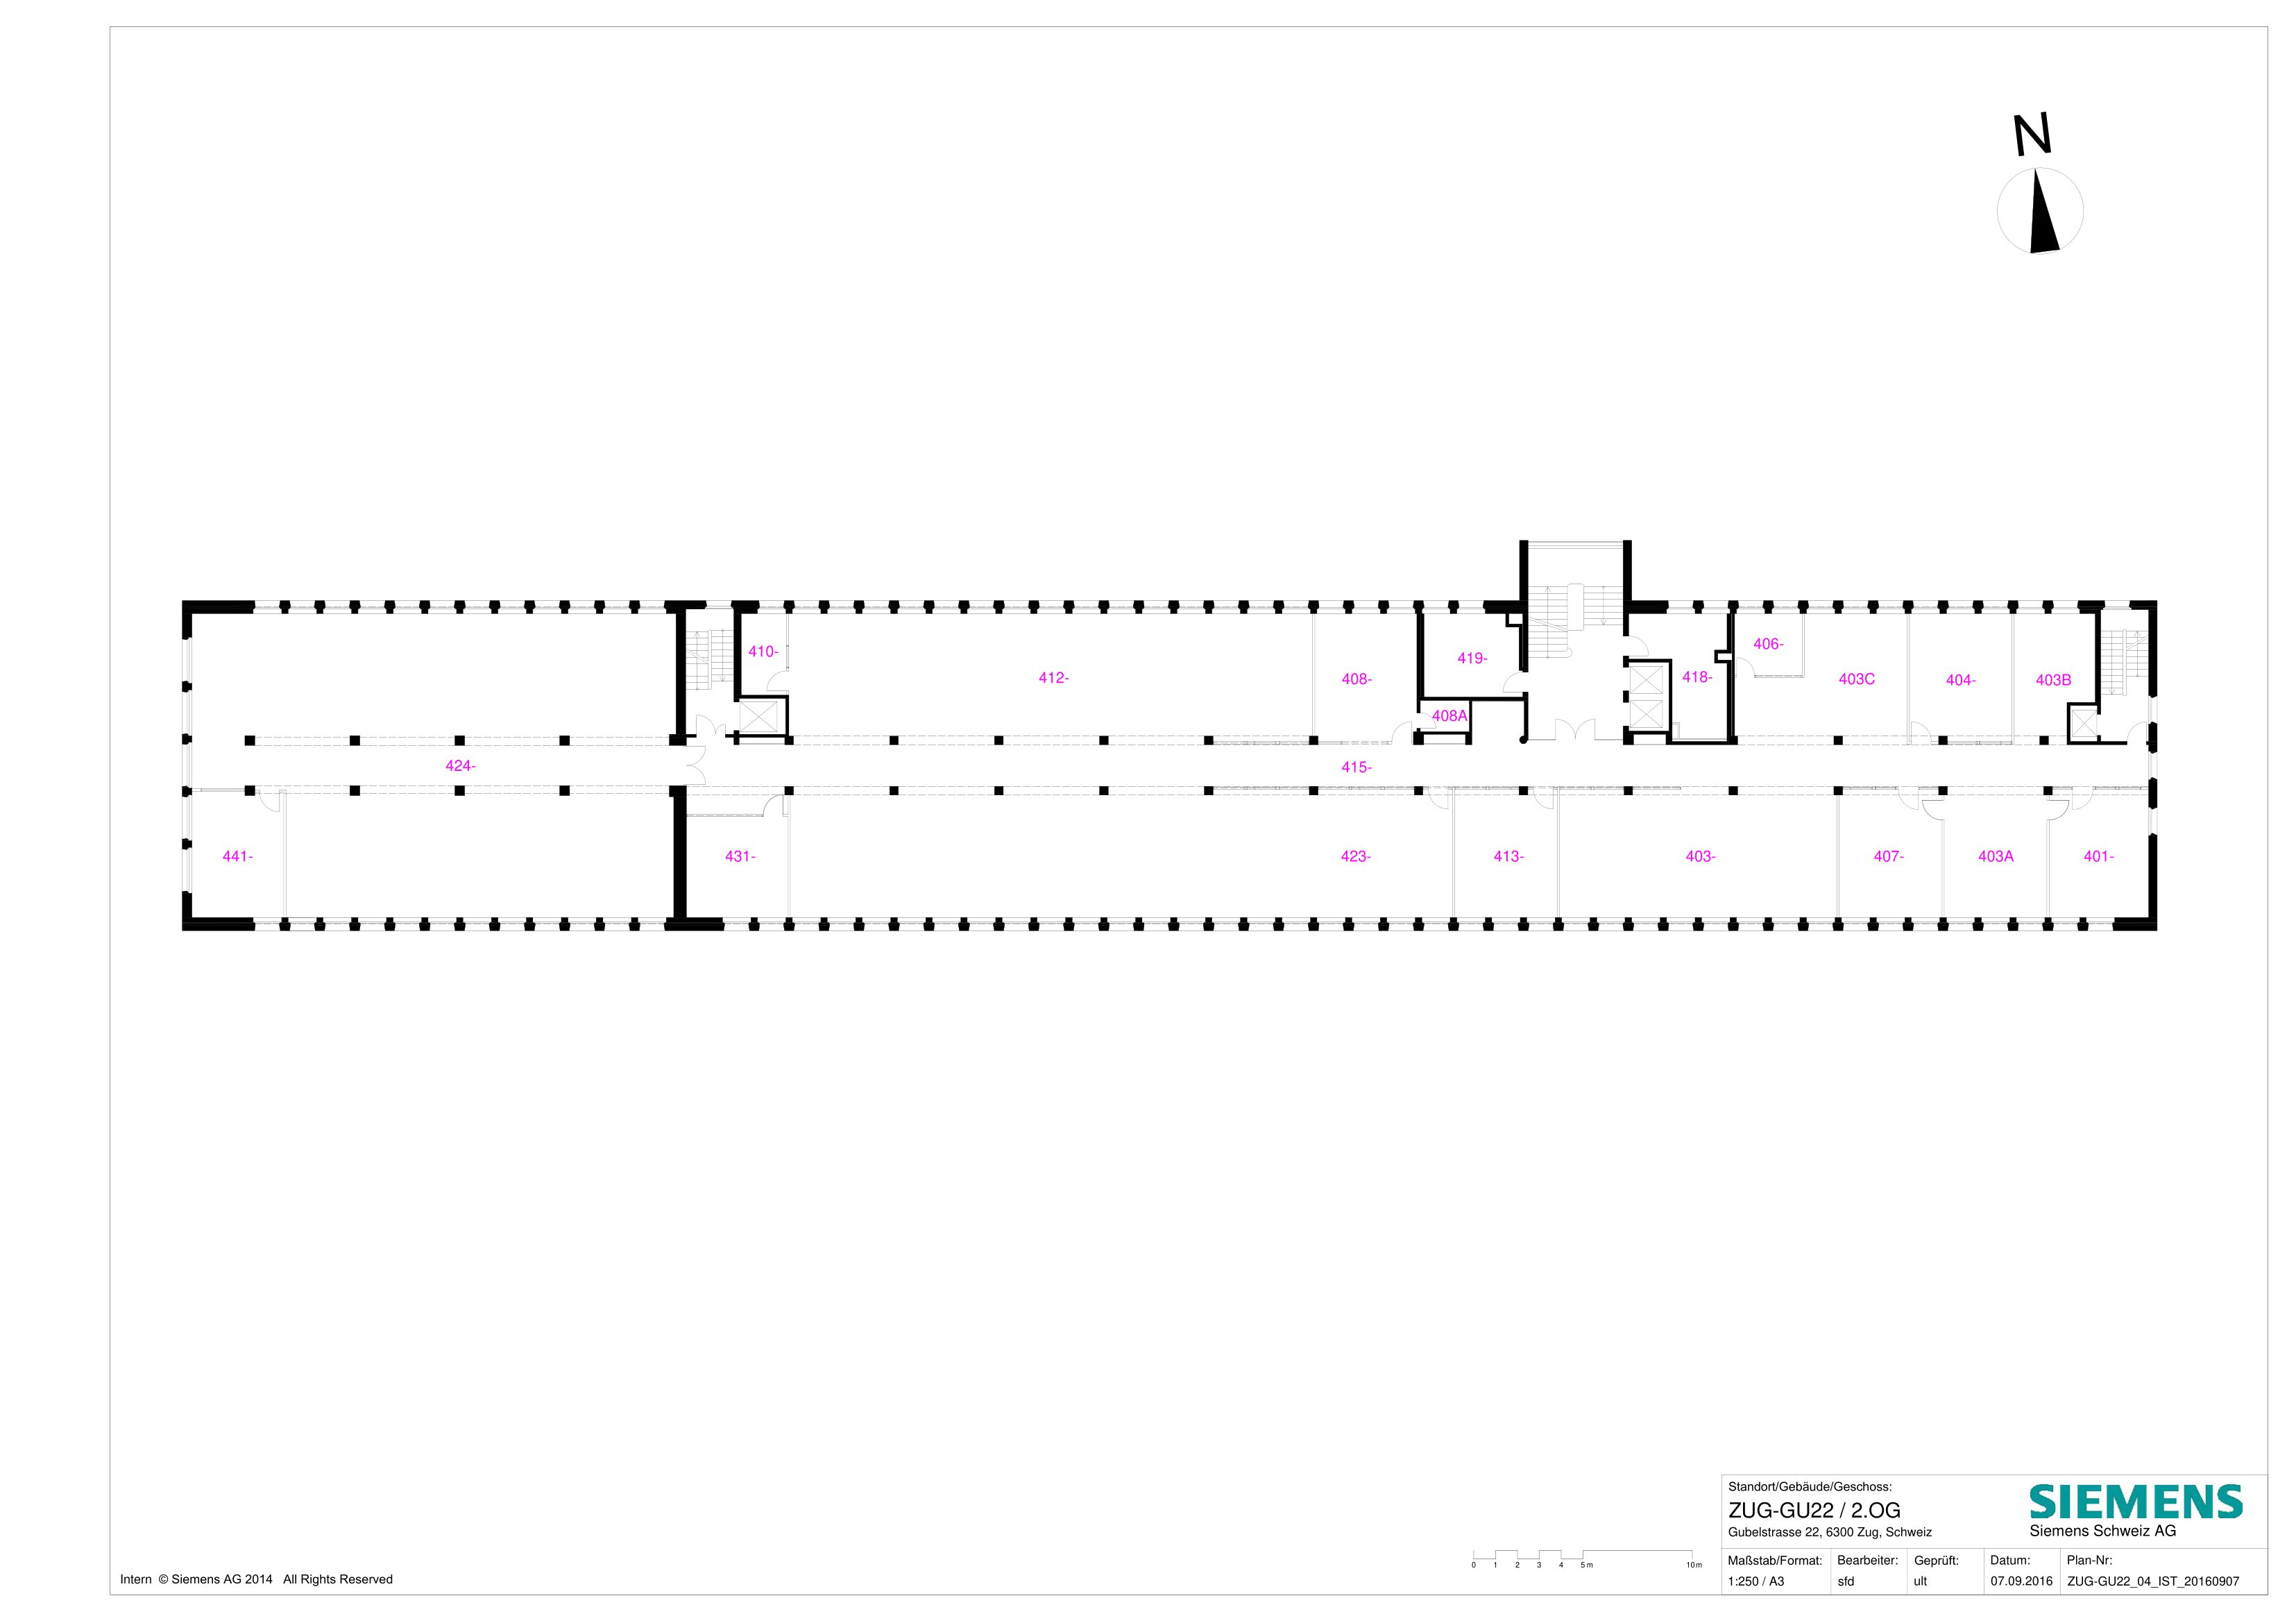 N
410-
412-
408-
419-
408A
418-
406-
403C
404-
403B
424-
415-
441-
431-
423-
413-
403-
407-
403A
401-
Standort/Gebäude/Geschoss:
ZUG-GU22 / 2.OG
Gubelstrasse 22, 6300 Zug, Schweiz
SIEMENS
Siemens Schweiz AG
0 1 2 3 4 5 m 10 m
Maßstab/Format: Bearbeiter: Geprüft: Datum: Plan-Nr:
1:250 / A3 sfd ult 07.09.2016 ZUG-GU22_04_IST_20160907
Intern © Siemens AG 2014 All Rights Reserved